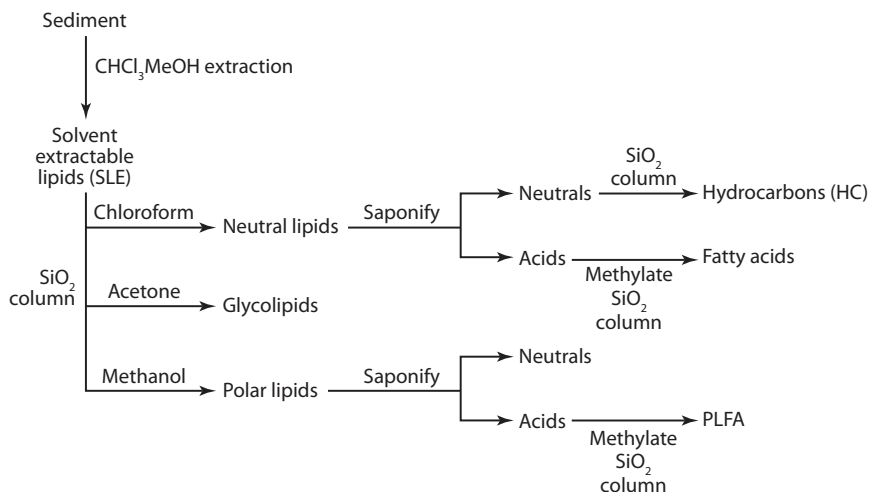 Sediment
CHCl₃MeOH extraction
Solvent
extractable
lipids (SLE)
SiO₂
column
Chloroform
Neutral lipids
Saponify
Neutrals
SiO₂
column
Hydrocarbons (HC)
Acids
Methylate
SiO₂
column
Fatty acids
Acetone
Glycolipids
Methanol
Polar lipids
Saponify
Neutrals
Acids
Methylate
SiO₂
column
PLFA